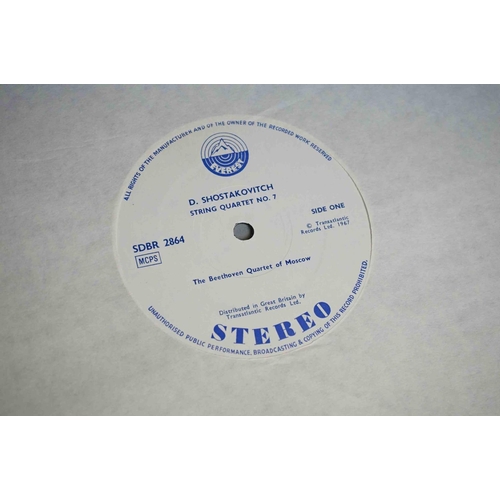 ALL RIGHTS OF THE MANUFACTURER AND OF THE OWNER OF THE RECORDED WORK RESERVED
EVEREST
D. SHOSTAKOVITCH
STRING QUARTET NO. 7
SIDE ONE
SDBR 2864
MCPS
© Transatlantic
Records Ltd. 1967
The Beethoven Quartet of Moscow
Distributed in Great Britain by
Transatlantic Records Ltd.
STEREO
UNAUTHORISED PUBLIC PERFORMANCE, BROADCASTING & COPYING OF THIS RECORD PROHIBITED.